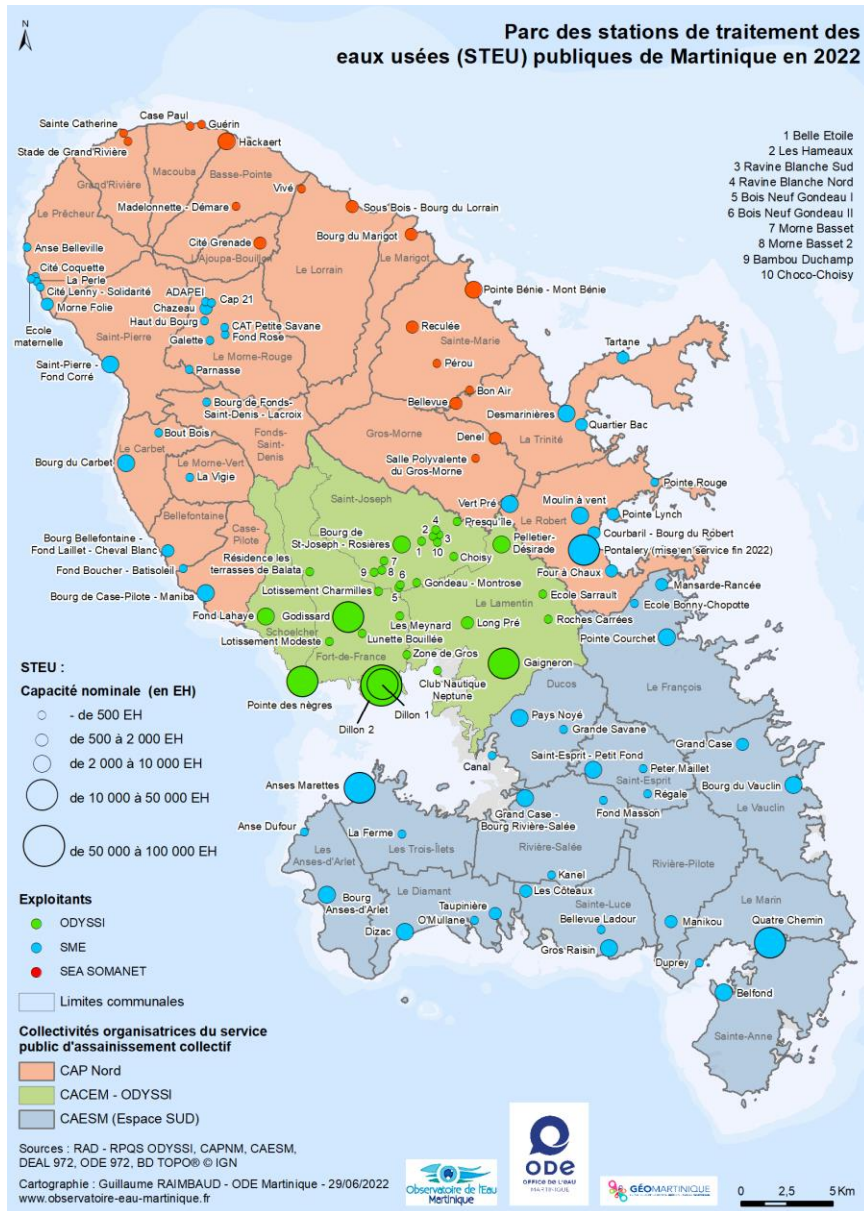 N
Parc des stations de traitement des
eaux usées (STEU) publiques de Martinique en 2022
1 Belle Etoile
2 Les Hameaux
3 Ravine Blanche Sud
4 Ravine Blanche Nord
5 Bois Neuf Gondeau I
6 Bois Neuf Gondeau II
7 Morne Basset
8 Morne Basset 2
9 Bambou Duchamp
10 Choco-Choisy
Case Paul
Sainte Catherine
Guérin
Stade de Grand'Rivière
Hackaert
Grand'Rivière
Macouba
Basse-Pointe
Vivé
Le Prêcheur
Madelonnette - Démare
Sous Bois - Bourg du Lorrain
Anse Belleville
Cité Grenade
L'Ajoupa-Bouillon
Bourg du Marigot
Le Lorrain
Le Marigot
Cité Coquette
La Perle
Cité Lenny - Solidarité
Morne Folie
Ecole
maternelle
ADAPEI
Cap 21
Chazeau
Haut du Bourg
CAT Petite Savane
Fond Rose
Galette
Saint-Pierre
Le Morne-Rouge
Parnasse
Pointe Bénie - Mont Bénie
Reculée
Sainte-Marie
Pérou
Bon Air
Bellevue
Tartane
Saint-Pierre -
Fond Corré
Bourg de Fonds-
Saint-Denis - Lacroix
Desmarinières
Quartier Bac
Bout Bois
Fonds-
Saint-
Denis
Gros-Morne
Denel
La Trinité
Le Carbet
Bourg du Carbet
Le Morne-Vert
La Vigie
Salle Polyvalente
du Gros-Morne
Pointe Rouge
Bellefontaine
Case-
Pilote
Saint-Joseph
Vert Pré
Le Robert
Moulin à vent
Pointe Lynch
Courbaril - Bourg du Robert
Pontalery (mise en service fin 2022)
Four à Chaux
Bourg Bellefontaine -
Fond Laillet - Cheval Blanc
Fond Boucher - Batisoleil
Bourg de Case-Pilote - Maniba
Bourg de
St-Joseph - Rosières
4
2
3
1
10
Presqu'île
Pelletier-
Désirade
Choisy
7
9
8
6
5
Résidence les
terrasses de Balata
Lotissement Charmilles
Gondeau - Montrose
Mansarde-Rancée
Ecole Bonny-Chopotte
Fond Lahaye
Godissard
Le Lamentin
Ecole Sarrault
Roches Carrées
Les Meynard
Long Pré
Pointe Courchet
Schoelcher
Lotissement Modeste
Lunette Bouillée
Fort-de-France
Zone de Gros
Gaigneron
Club Nautique
Neptune
Le François
Pointe des nègres
Dillon 2
Dillon 1
Ducos
Pays Noyé
Grande Savane
Canal
Saint-Esprit - Petit Fond
Peter Maillet
Saint-Esprit
Régale
Grand Case
Bourg du Vauclin
Le Vauclin
Anses Marettes
Grand Case -
Bourg Rivière-Salée
Fond Masson
Anse Dufour
La Ferme
Les Trois-Îlets
Les
Anses-d'Arlet
Rivière-Salée
Rivière-Pilote
Kanel
Le Diamant
Les Côteaux
Bourg
Anses-d'Arlet
Taupinière
O'Mullane
Dizac
Sainte-Luce
Bellevue Ladour
Gros Raisin
Manikou
Le Marin
Quatre Chemin
Duprey
Belfond
Sainte-Anne
STEU :
Capacité nominale (en EH)
- de 500 EH
de 500 à 2 000 EH
de 2 000 à 10 000 EH
de 10 000 à 50 000 EH
de 50 000 à 100 000 EH
Exploitants
ODYSSI
SME
SEA SOMANET
Limites communales
Collectivités organisatrices du service
public d'assainissement collectif
CAP Nord
CACEM - ODYSSI
CAESM (Espace SUD)
Sources : RAD - RPQS ODYSSI, CAPNM, CAESM,
DEAL 972, ODE 972, BD TOPO® © IGN
Cartographie : Guillaume RAIMBAUD - ODE Martinique - 29/06/2022
www.observatoire-eau-martinique.fr
Observatoire de l'Eau
Martinique
ODE
OFFICE DE L'EAU
MARTINIQUE
GÉOMARTINIQUE
0 2,5 5 Km